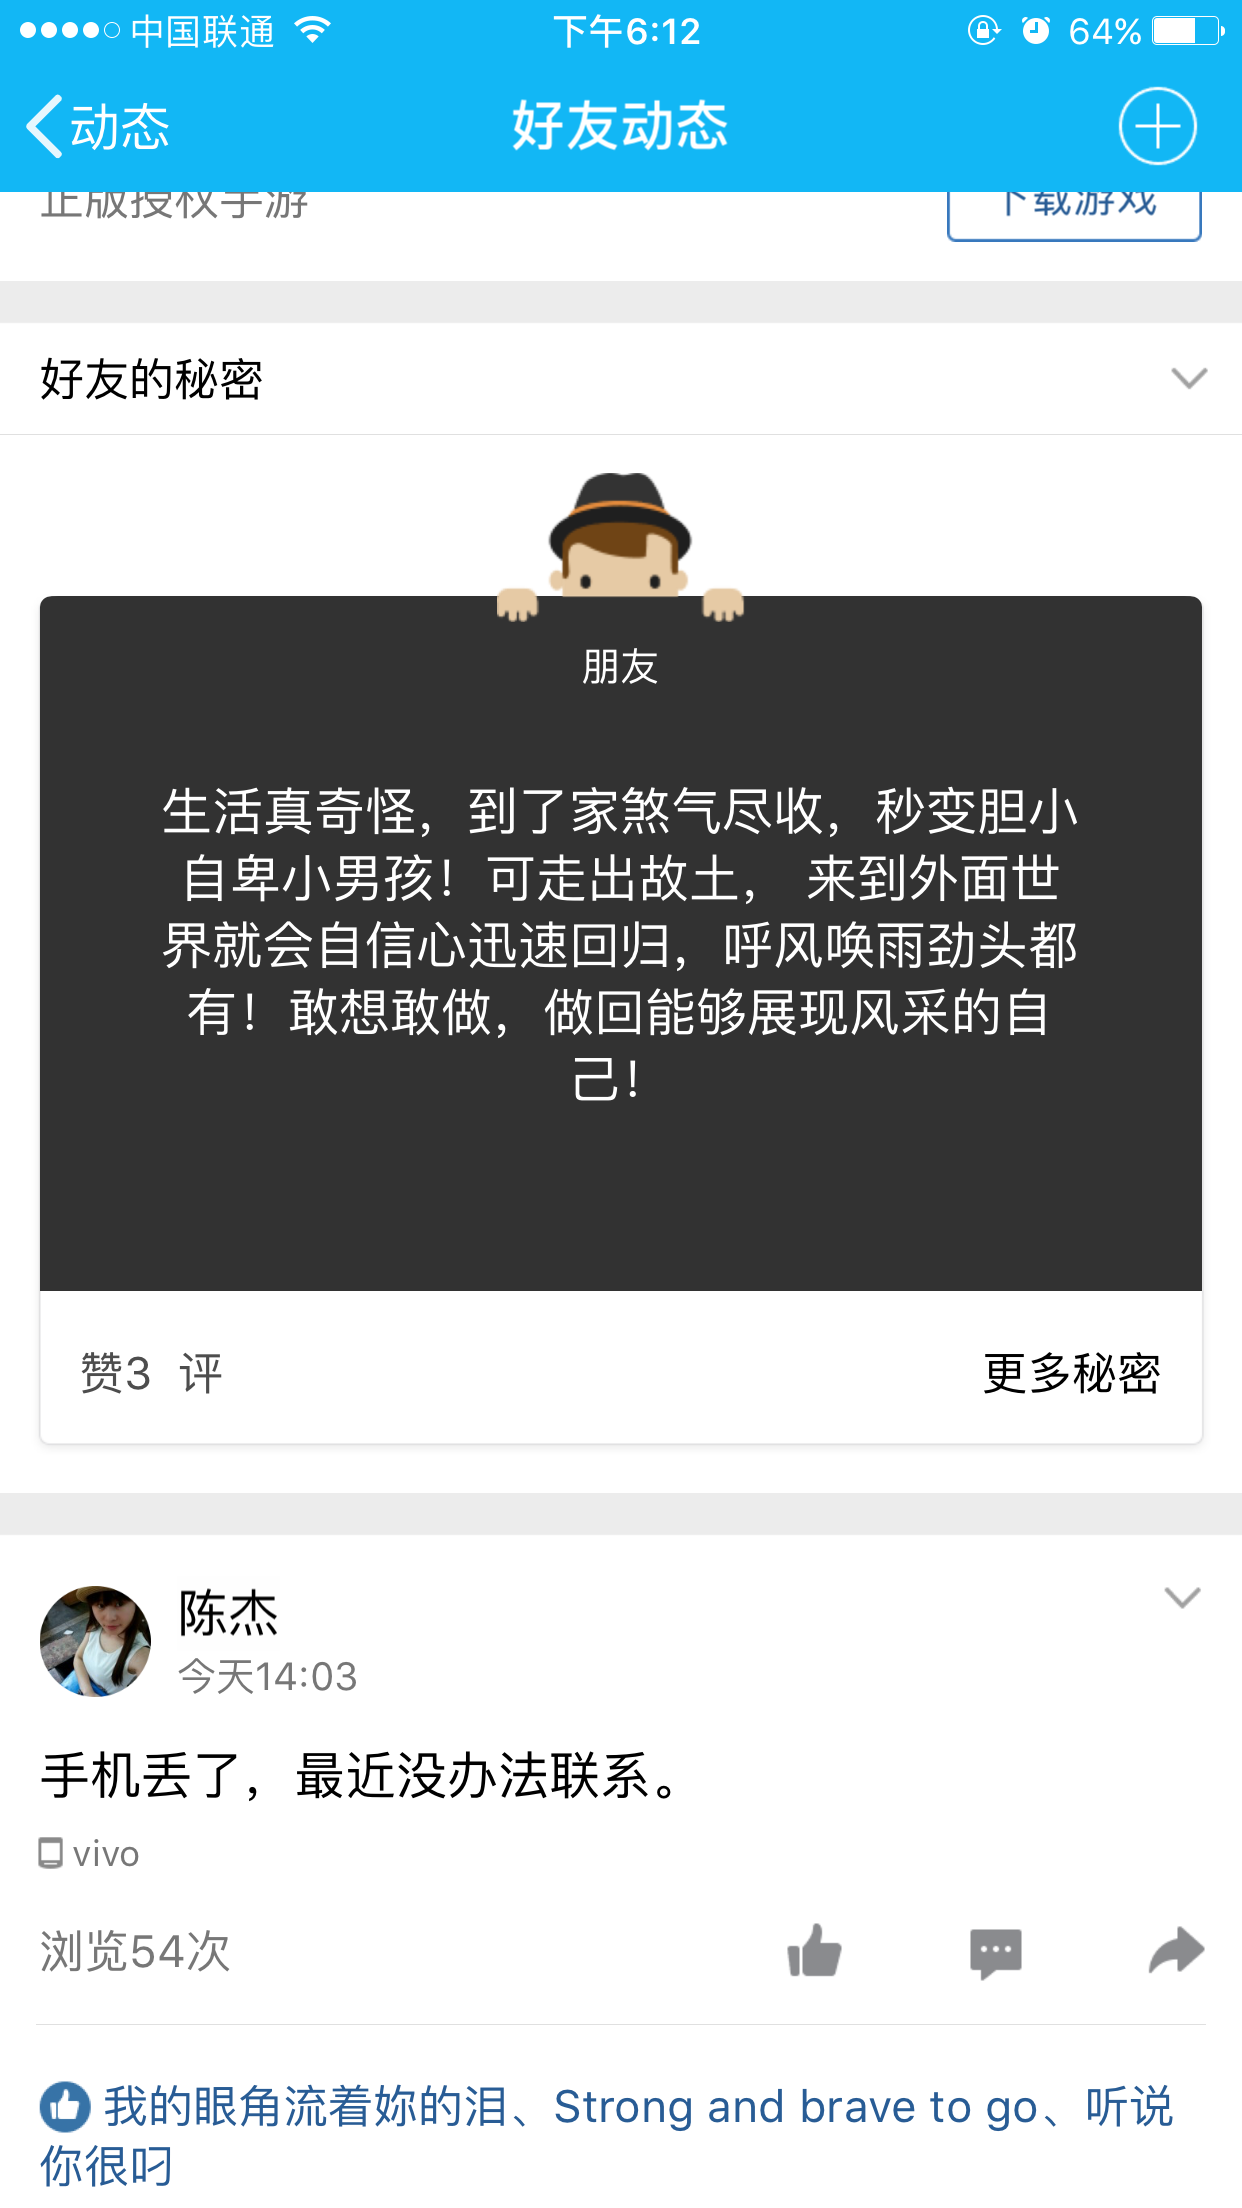 中国联通 下午6:12 64%
动态 好友动态
正版授权手游 下载游戏
好友的秘密
朋友
生活真奇怪，到了家煞气尽收，秒变胆小
自卑小男孩！可走出故土， 来到外面世
界就会自信心迅速回归，呼风唤雨劲头都
有！敢想敢做，做回能够展现风采的自
己！
赞3 评 更多秘密
陈杰
今天14:03
手机丢了，最近没办法联系。
vivo
浏览54次
我的眼角流着妳的泪、Strong and brave to go、听说
你很叼